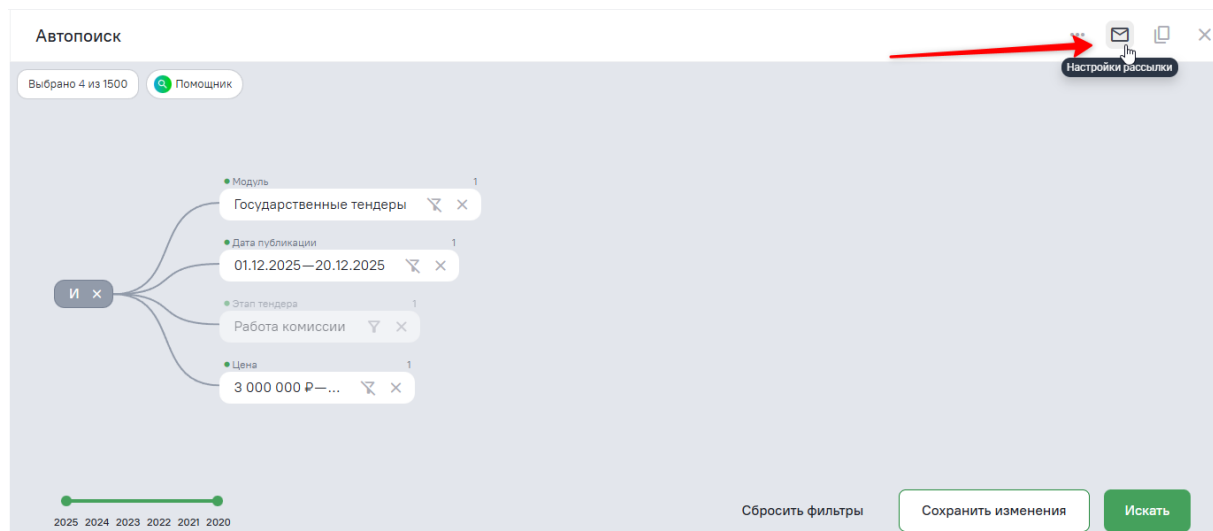 Автопоиск
Настройки рассылки
Выбрано 4 из 1500
Помощник
Модуль 1
Государственные тендеры
Дата публикации 1
01.12.2025—20.12.2025
И
Этап тендера 1
Работа комиссии
Цена 1
3 000 000 ₽—...
2025 2024 2023 2022 2021 2020
Сбросить фильтры
Сохранить изменения
Искать